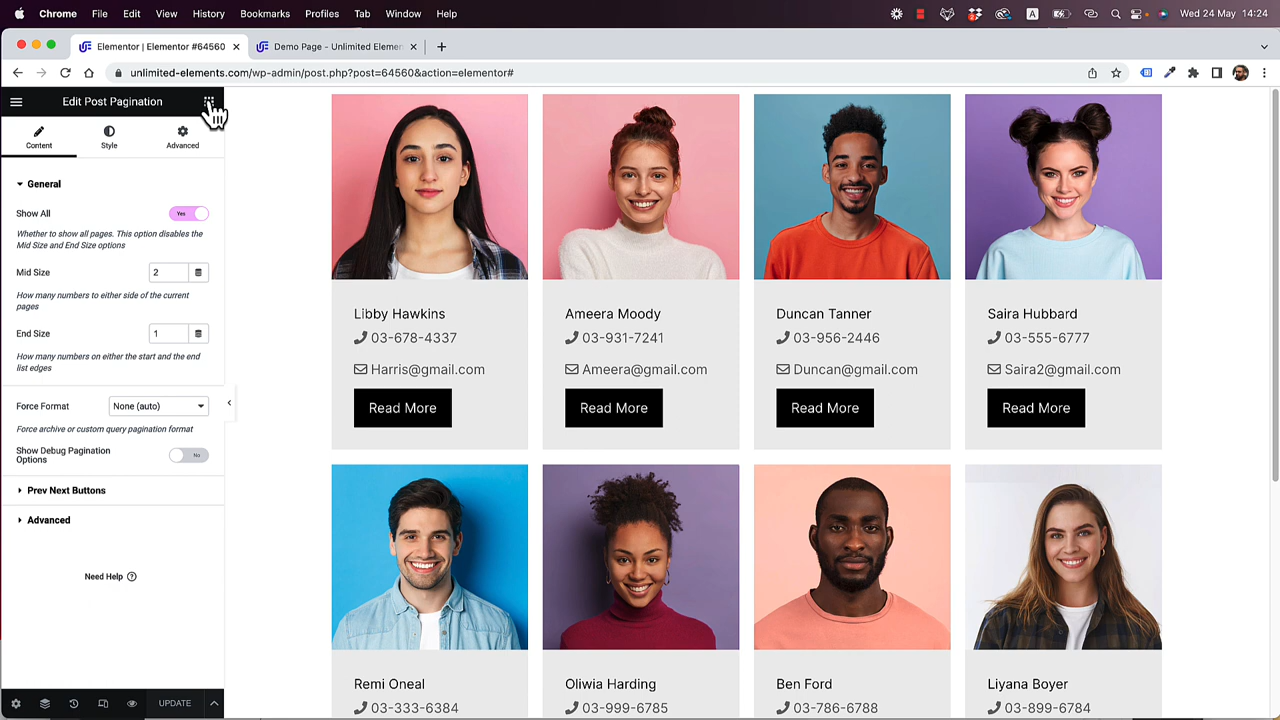 Chrome File Edit View History Bookmarks Profiles Tab Window Help A Wed 24 May 14:24
Elementor | Elementor #64560 Demo Page - Unlimited Elemen
unlimited-elements.com/wp-admin/post.php?post=64560&action=elementor#
Edit Post Pagination
Content Style Advanced
General
Show All Yes
Whether to show all pages. This option disables the
Mid Size and End Size options
Mid Size 2
How many numbers to either side of the current
pages
End Size 1
How many numbers on either the start and the end
list edges
Force Format None (auto)
Force archive or custom query pagination format
Show Debug Pagination
Options No
Prev Next Buttons
Advanced
Need Help ?
UPDATE
Libby Hawkins
03-678-4337
Harris@gmail.com
Read More
Ameera Moody
03-931-7241
Ameera@gmail.com
Read More
Duncan Tanner
03-956-2446
Duncan@gmail.com
Read More
Saira Hubbard
03-555-6777
Saira2@gmail.com
Read More
Remi Oneal
03-333-6384
Oliwia Harding
03-999-6785
Ben Ford
03-786-6788
Liyana Boyer
03-899-6784